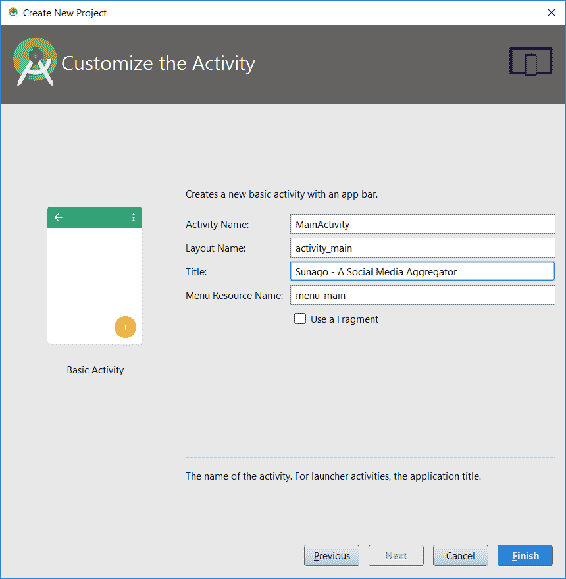 Create New Project
Customize the Activity
Creates a new basic activity with an app bar.
Activity Name: MainActivity
Layout Name: activity_main
Title: Sunago - A Social Media Aggregator
Menu Resource Name: menu_main
Use a Fragment
Basic Activity
The name of the activity. For launcher activities, the application title.
Previous Next Cancel Finish